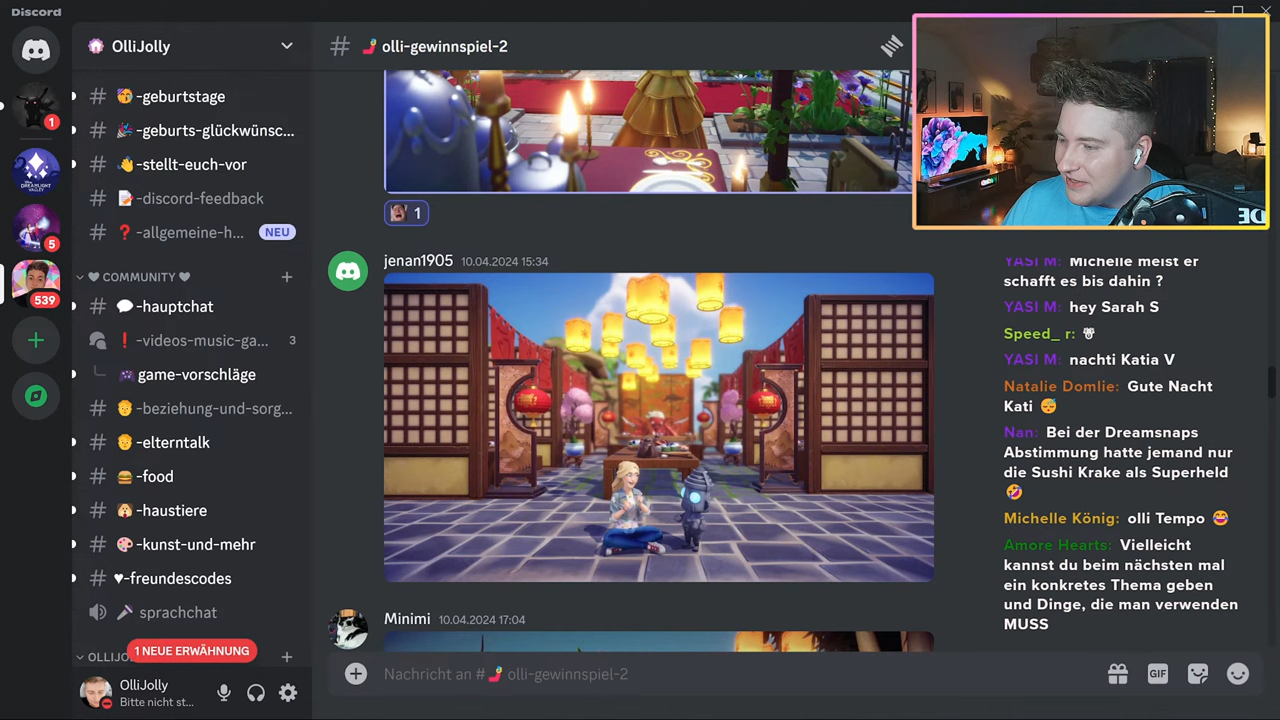 Discord
OlliJolly
-geburtstage
-geburts-glückwünsc...
-stellt-euch-vor
-discord-feedback
-allgemeine-h...
NEU
COMMUNITY
-hauptchat
-videos-music-ga...
3
game-vorschläge
-beziehung-und-sorg...
-elterntalk
-food
-haustiere
-kunst-und-mehr
-freundescodes
sprachchat
OLLIJO
1 NEUE ERWÄHNUNG
OlliJolly
Bitte nicht st...
1
5
539
olli-gewinnspiel-2
1
jenan1905 10.04.2024 15:34
Minimi 10.04.2024 17:04
Nachricht an # olli-gewinnspiel-2
GIF
YASI M: Michelle meist er
schafft es bis dahin ?
YASI M: hey Sarah S
Speed_ r:
YASI M: nachti Katia V
Natalie Domlie: Gute Nacht
Kati
Nan: Bei der Dreamsnaps
Abstimmung hatte jemand nur
die Sushi Krake als Superheld
Michelle König: olli Tempo
Amore Hearts: Vielleicht
kannst du beim nächsten mal
ein konkretes Thema geben
und Dinge, die man verwenden
MUSS